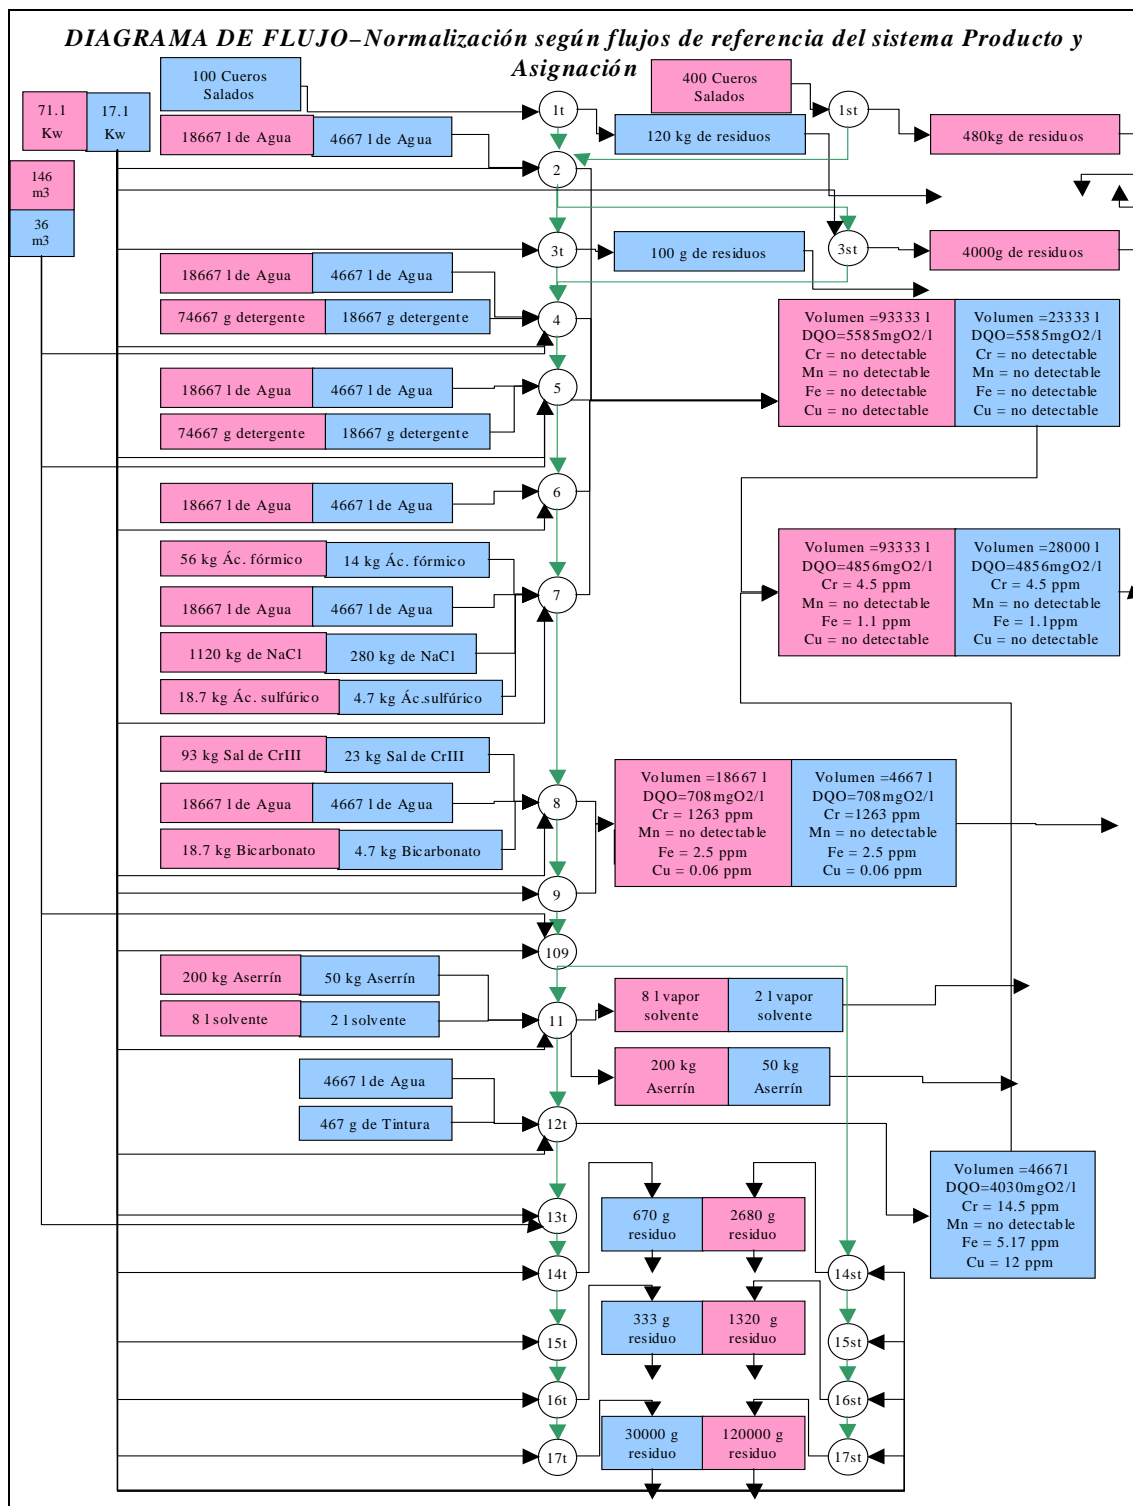 DIAGRAMA DE FLUJO–Normalización según flujos de referencia del sistema Producto y
Asignación
100 Cueros
Salados
400 Cueros
Salados
71.1
Kw
17.1
Kw
1t
1st
18667 l de Agua
4667 l de Agua
120 kg de residuos
480kg de residuos
2
146
m3
36
m3
3t
100 g de residuos
3st
4000g de residuos
18667 l de Agua
4667 l de Agua
74667 g detergente
18667 g detergente
4
Volumen =93333 l
DQO=5585mgO2/l
Cr = no detectable
Mn = no detectable
Fe = no detectable
Cu = no detectable
Volumen =23333 l
DQO=5585mgO2/l
Cr = no detectable
Mn = no detectable
Fe = no detectable
Cu = no detectable
18667 l de Agua
4667 l de Agua
5
74667 g detergente
18667 g detergente
18667 l de Agua
4667 l de Agua
6
56 kg Ác. fórmico
14 kg Ác. fórmico
18667 l de Agua
4667 l de Agua
7
1120 kg de NaCl
280 kg de NaCl
18.7 kg Ác. sulfúrico
4.7 kg Ác.sulfúrico
Volumen =93333 l
DQO=4856mgO2/l
Cr = 4.5 ppm
Mn = no detectable
Fe = 1.1 ppm
Cu = no detectable
Volumen =28000 l
DQO=4856mgO2/l
Cr = 4.5 ppm
Mn = no detectable
Fe = 1.1ppm
Cu = no detectable
93 kg Sal de CrIII
23 kg Sal de CrIII
18667 l de Agua
4667 l de Agua
8
18.7 kg Bicarbonato
4.7 kg Bicarbonato
Volumen =18667 l
DQO=708mgO2/l
Cr = 1263 ppm
Mn = no detectable
Fe = 2.5 ppm
Cu = 0.06 ppm
Volumen =4667 l
DQO=708mgO2/l
Cr =1263 ppm
Mn = no detectable
Fe = 2.5 ppm
Cu = 0.06 ppm
9
109
200 kg Aserrín
50 kg Aserrín
8 l solvente
2 l solvente
11
8 l vapor
solvente
2 l vapor
solvente
200 kg
Aserrín
50 kg
Aserrín
4667 l de Agua
467 g de Tintura
12t
Volumen =4667l
DQO=4030mgO2/l
Cr = 14.5 ppm
Mn = no detectable
Fe = 5.17 ppm
Cu = 12 ppm
13t
670 g
residuo
2680 g
residuo
14t
14st
333 g
residuo
1320 g
residuo
15t
15st
16t
16st
30000 g
residuo
120000 g
residuo
17t
17st